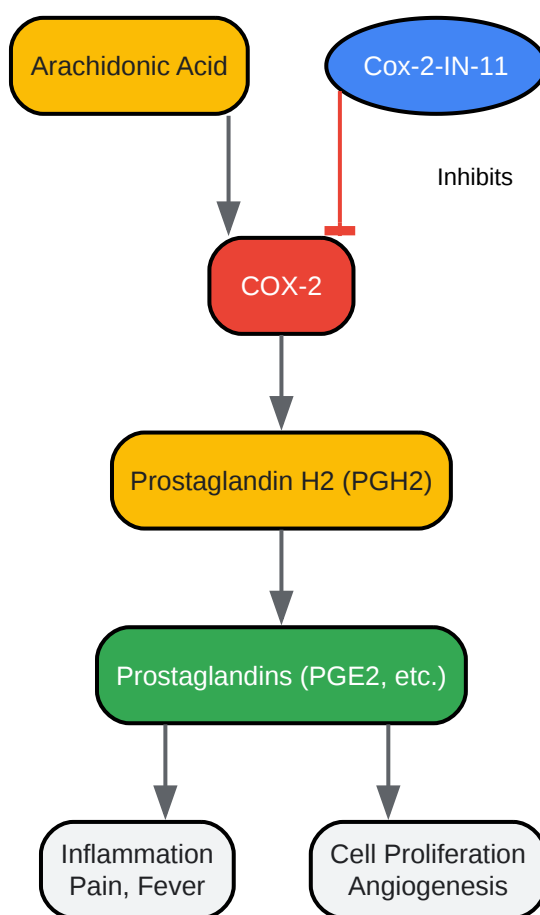 Arachidonic Acid
Cox-2-IN-11
Inhibits
COX-2
Prostaglandin H2 (PGH2)
Prostaglandins (PGE2, etc.)
Inflammation
Pain, Fever
Cell Proliferation
Angiogenesis